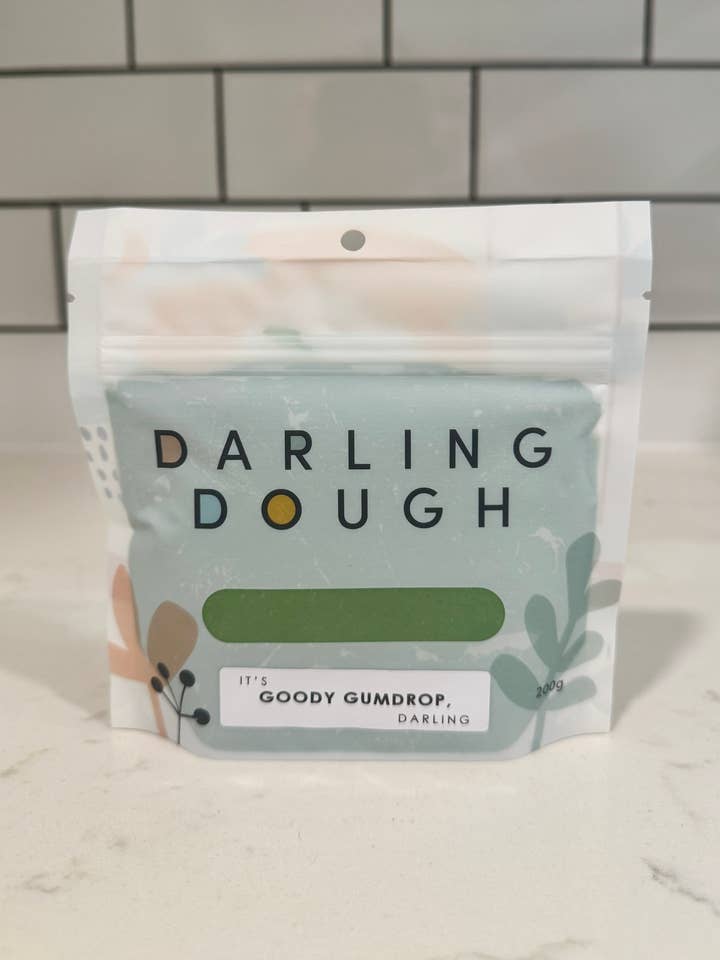 DARLING
DOUGH
IT'S
GOODY GUMDROP,
DARLING
200g